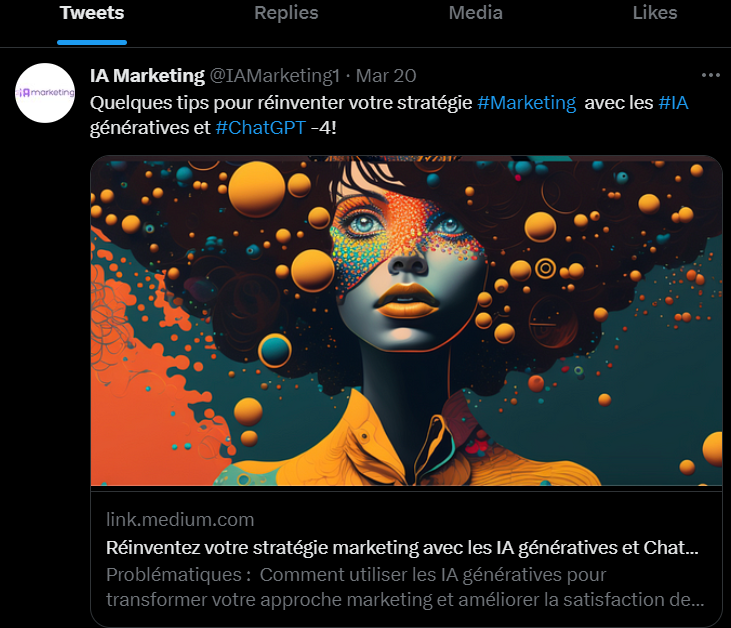 Tweets Replies Media Likes
IA Marketing @IAMarketing1 · Mar 20
Quelques tips pour réinventer votre stratégie #Marketing avec les #IA
génératives et #ChatGPT -4!
IA marketing
link.medium.com
Réinventez votre stratégie marketing avec les IA génératives et Chat...
Problématiques : Comment utiliser les IA génératives pour
transformer votre approche marketing et améliorer la satisfaction de...